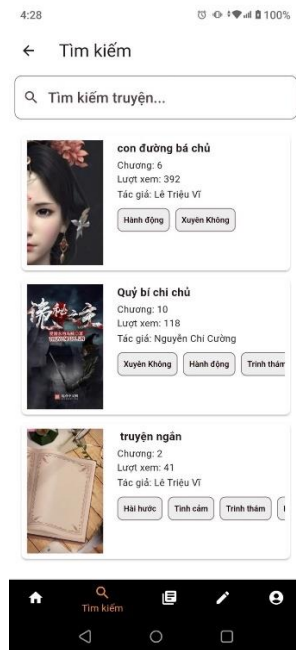 4:28
100%
Tìm kiếm
Tìm kiếm truyện...
con đường bá chủ
Chương: 6
Lượt xem: 392
Tác giả: Lê Triệu Vĩ
Hành động
Xuyên Không
Quỷ bí chi chủ
Chương: 10
Lượt xem: 118
Tác giả: Nguyễn Chí Cường
Xuyên Không
Hành động
Trinh thám
truyện ngắn
Chương: 2
Lượt xem: 41
Tác giả: Lê Triệu Vĩ
Hài hước
Tình cảm
Trinh thám
Tìm kiếm